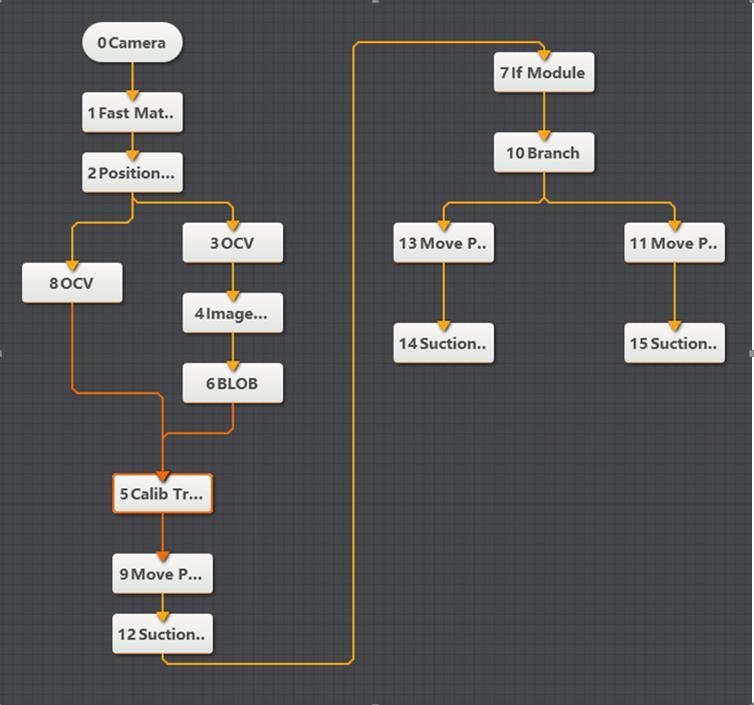 0 Camera
1 Fast Mat..
2 Position...
3 OCV
8 OCV
4 Image...
6 BLOB
5 Calib Tr...
9 Move P...
12 Suction..
7 If Module
10 Branch
13 Move P..
11 Move P..
14 Suction..
15 Suction..